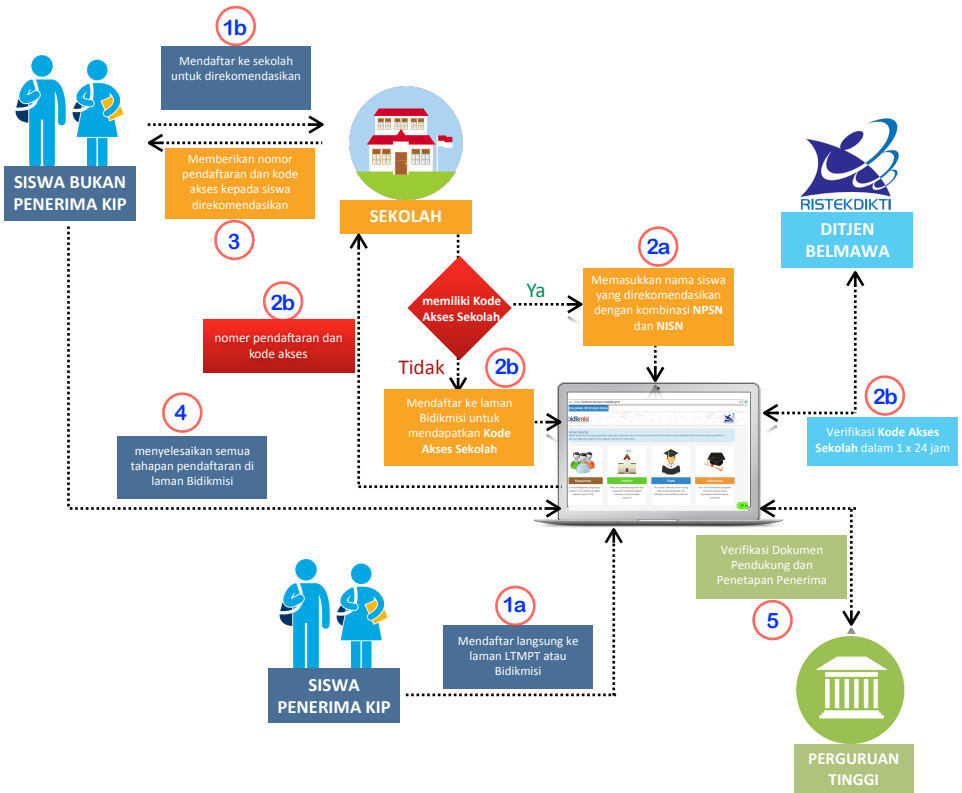 1b
Mendaftar ke sekolah
untuk direkomendasikan
SISWA BUKAN
PENERIMA KIP
Memberikan nomor
pendaftaran dan kode
akses kepada siswa
direkomendasikan
3
SEKOLAH
RISTEKDIKTI
DITJEN
BELMAWA
2a
Memasukkan nama siswa
yang direkomendasikan
dengan kombinasi NPSN
dan NISN
memiliki Kode
Akses Sekolah
Ya
Tidak
2b
nomer pendaftaran dan
kode akses
2b
Mendaftar ke laman
Bidikmisi untuk
mendapatkan Kode
Akses Sekolah
4
menyelesaikan semua
tahapan pendaftaran di
laman Bidikmisi
bidikmisi
2b
Verifikasi Kode Akses
Sekolah dalam 1 x 24 jam
Verifikasi Dokumen
Pendukung dan
Penetapan Penerima
5
1a
Mendaftar langsung ke
laman LTMPT atau
Bidikmisi
SISWA
PENERIMA KIP
PERGURUAN
TINGGI